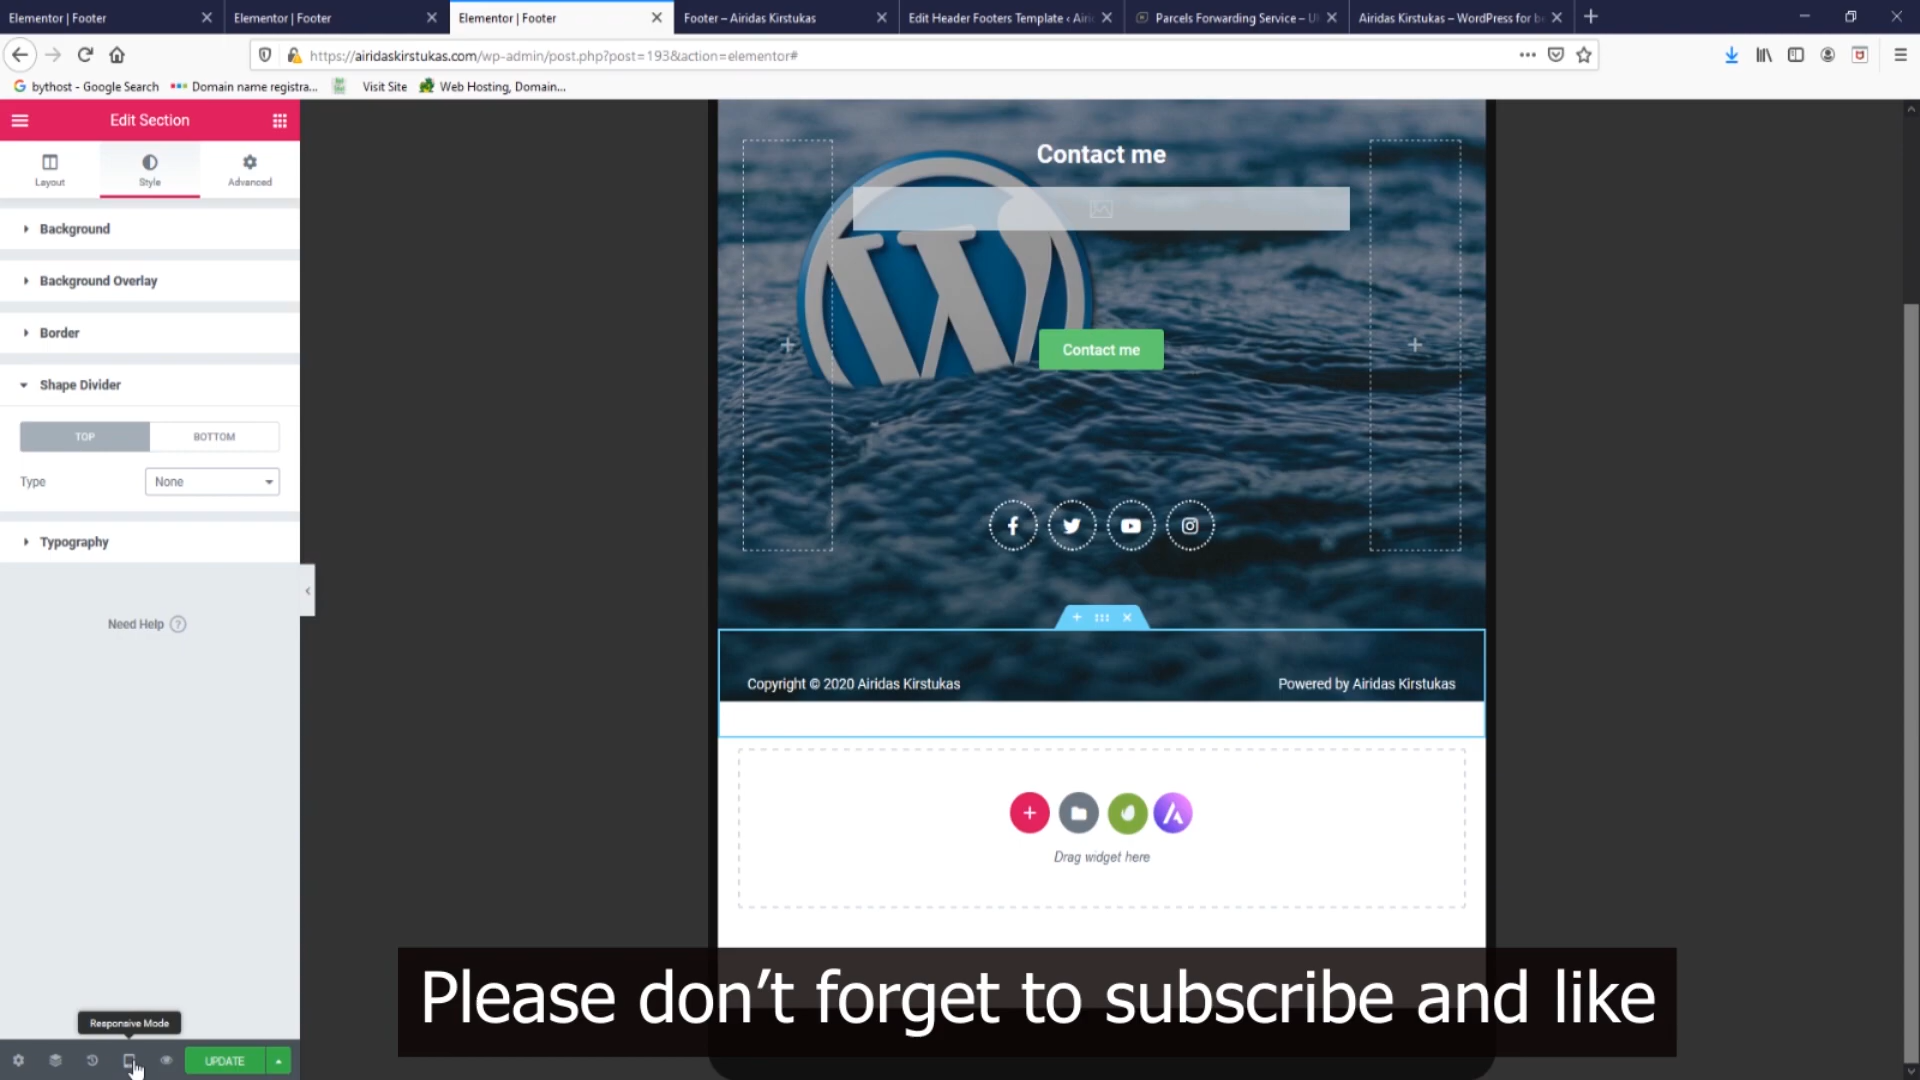 Elementor | Footer
Elementor | Footer
Elementor | Footer
Footer – Airidas Kirstukas
Edit Header Footers Template ‹ Airi
Parcels Forwarding Service – U
Airidas Kirstukas – WordPress for b
https://airidaskirstukas.com/wp-admin/post.php?post=193&action=elementor#
bythost - Google Search
Domain name registra...
Visit Site
Web Hosting, Domain...
Edit Section
Layout
Style
Advanced
Background
Background Overlay
Border
Shape Divider
TOP
BOTTOM
Type
None
Typography
Need Help
Contact me
Contact me
Copyright © 2020 Airidas Kirstukas
Powered by Airidas Kirstukas
Drag widget here
Please don’t forget to subscribe and like
Responsive Mode
UPDATE